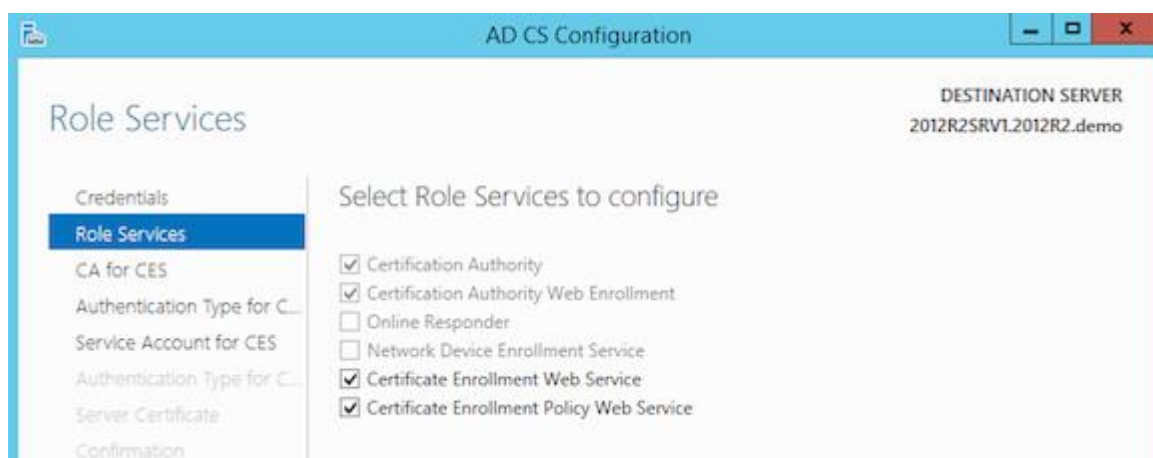 AD CS Configuration
Role Services
DESTINATION SERVER
2012R2SRV1.2012R2.demo
Credentials
Role Services
CA for CES
Authentication Type for C...
Service Account for CES
Authentication Type for C...
Server Certificate
Confirmation
Select Role Services to configure
Certification Authority
Certification Authority Web Enrollment
Online Responder
Network Device Enrollment Service
Certificate Enrollment Web Service
Certificate Enrollment Policy Web Service